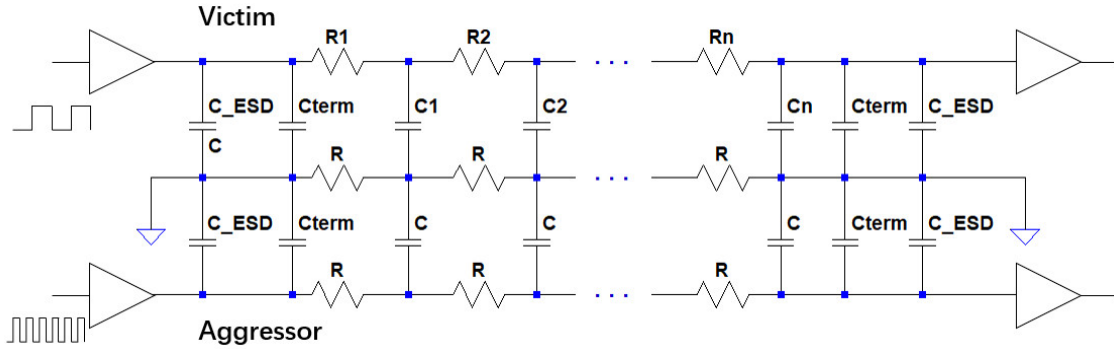 Victim
R1 R2 Rn
C_ESD Cterm C1 C2 Cn Cterm C_ESD
C
R R R
C_ESD Cterm C C C Cterm C_ESD
R R R
Aggressor